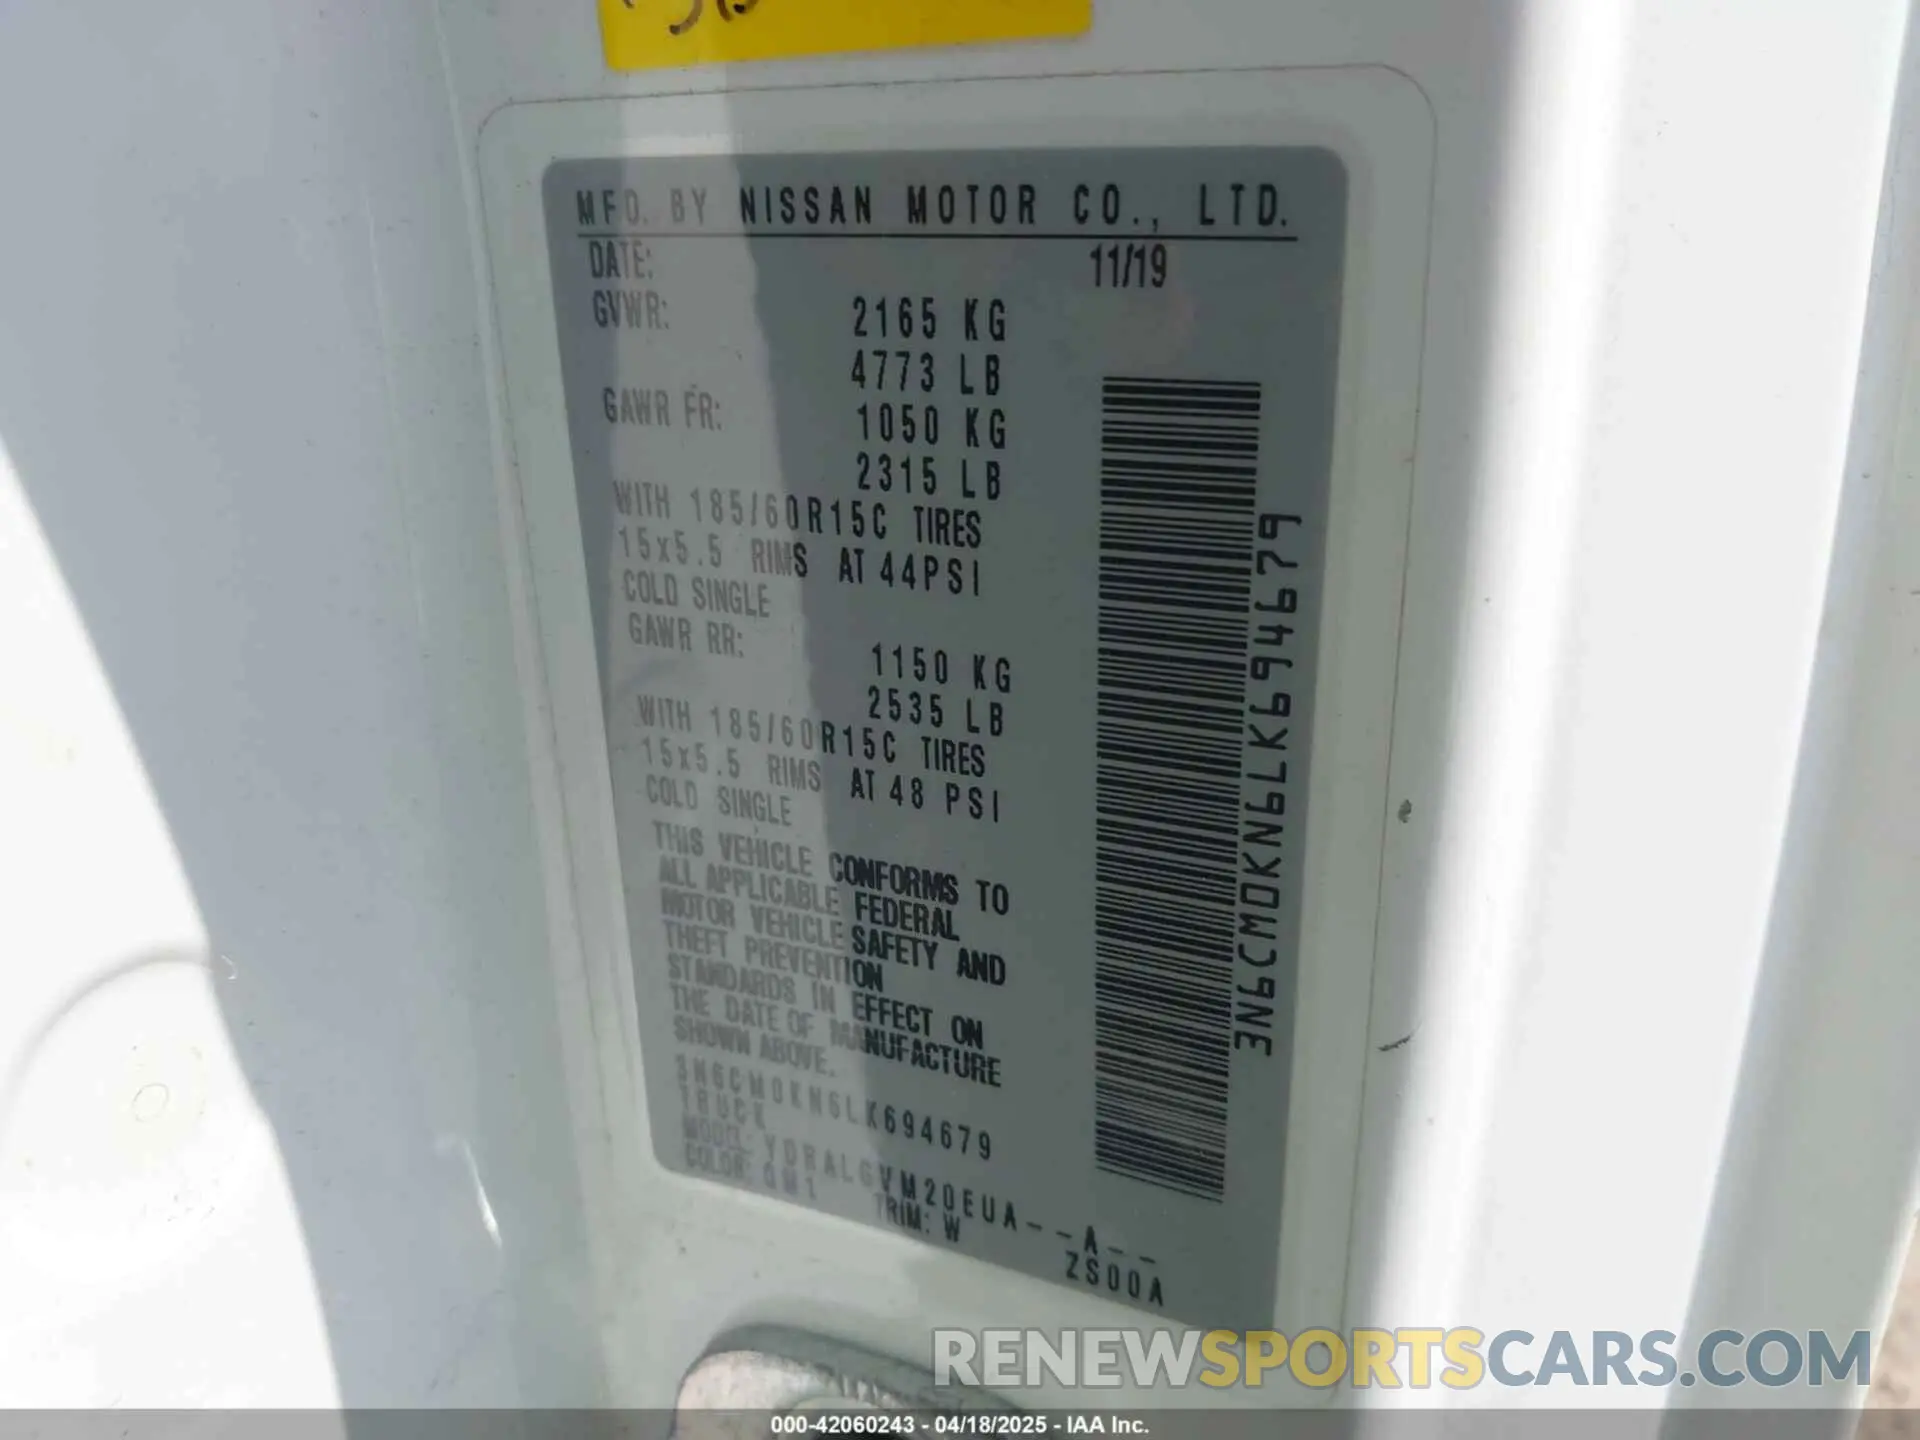 MFD. BY NISSAN MOTOR CO., LTD.
DATE: 11/19
GVWR: 2165 KG
4773 LB
GAWR FR: 1050 KG
2315 LB
WITH 185/60R15C TIRES
15x5.5 RIMS AT 44PSI
COLD SINGLE
GAWR RR: 1150 KG
2535 LB
WITH 185/60R15C TIRES
15x5.5 RIMS AT 48 PSI
COLD SINGLE
THIS VEHICLE CONFORMS TO
ALL APPLICABLE FEDERAL
MOTOR VEHICLE SAFETY AND
THEFT PREVENTION
STANDARDS IN EFFECT ON
THE DATE OF MANUFACTURE
SHOWN ABOVE.
3N6CM0KN6LK694679
TRUCK
MODEL: YDRALGVM20EUA--A--
COLOR: QM1 TRIM: W ZS00A
3N6CM0KN6LK694679
RENEWSPORTSCARS.COM
000-42060243 - 04/18/2025 - IAA Inc.